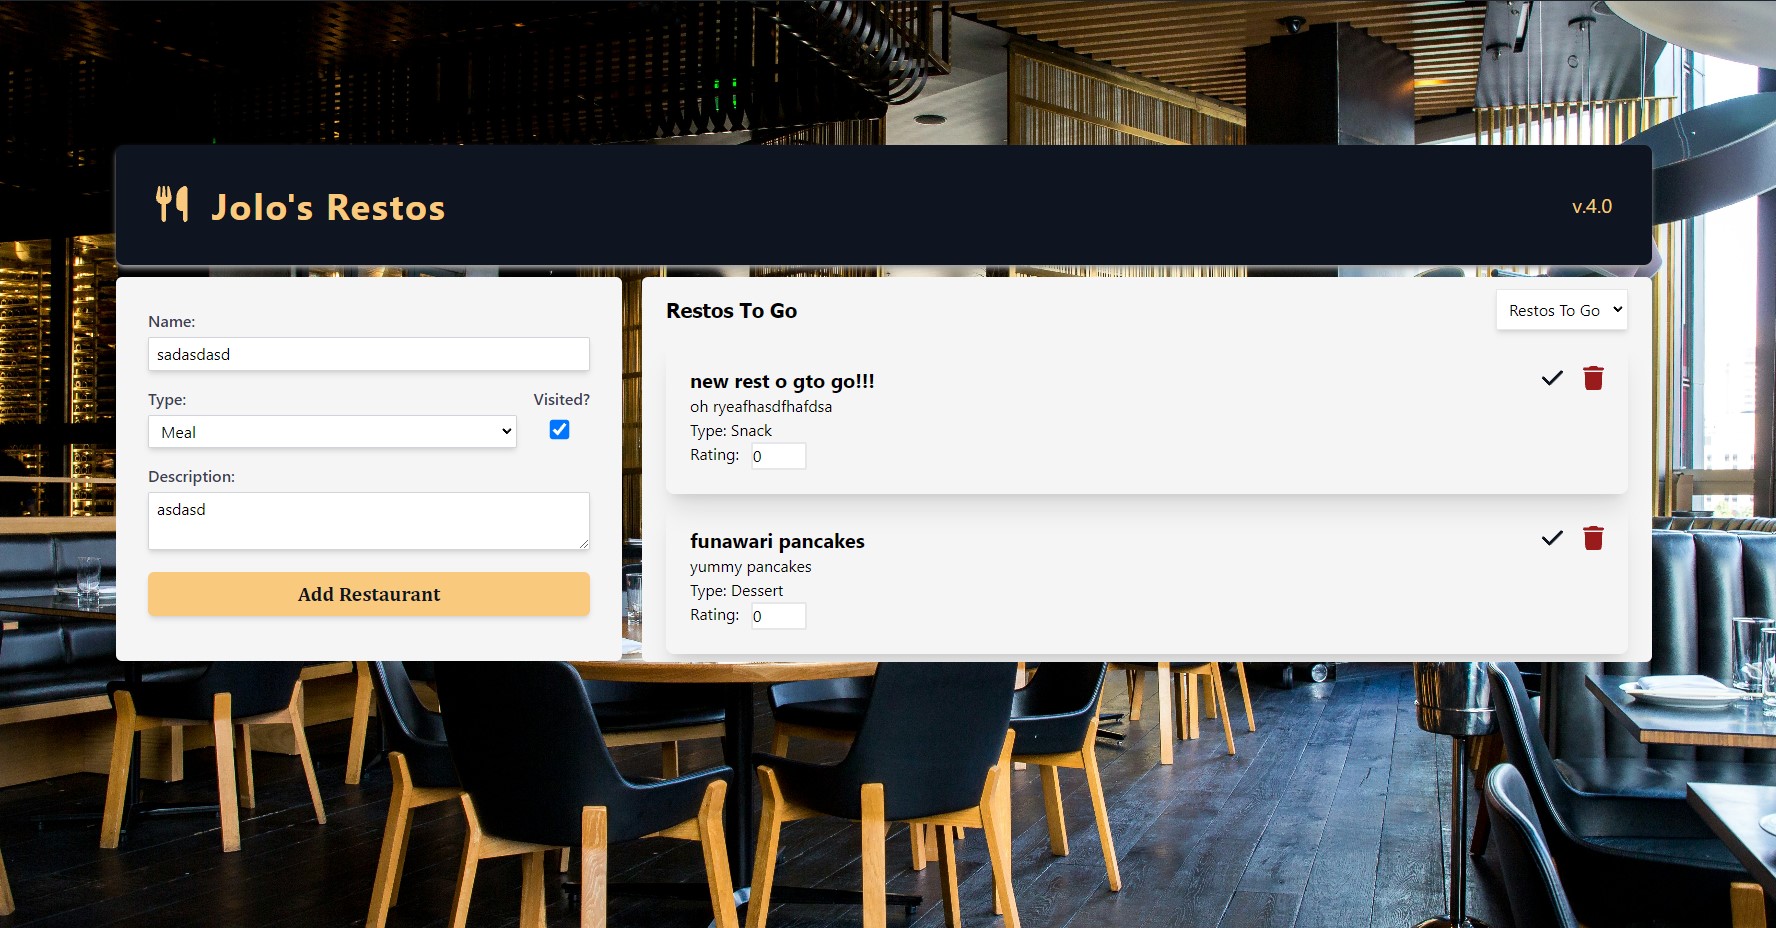 Jolo's Restos
v.4.0
Name:
sadasdasd
Type:
Visited?
Meal
Description:
asdasd
Add Restaurant
Restos To Go
Restos To Go
new rest o gto go!!!
oh ryeafhasdfhafdsa
Type: Snack
Rating: 0
funawari pancakes
yummy pancakes
Type: Dessert
Rating: 0